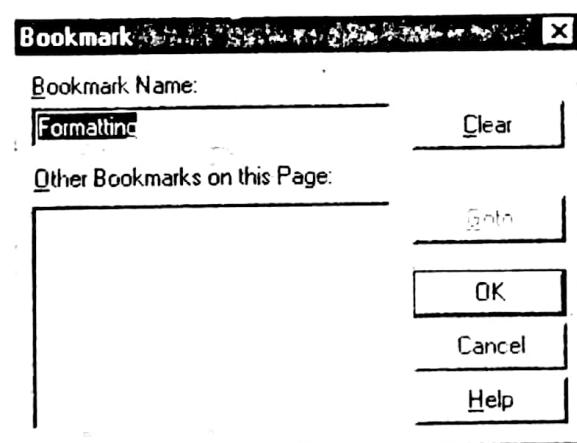 Bookmark
Bookmark Name:
Formatting
Clear
Other Bookmarks on this Page:
Goto
OK
Cancel
Help